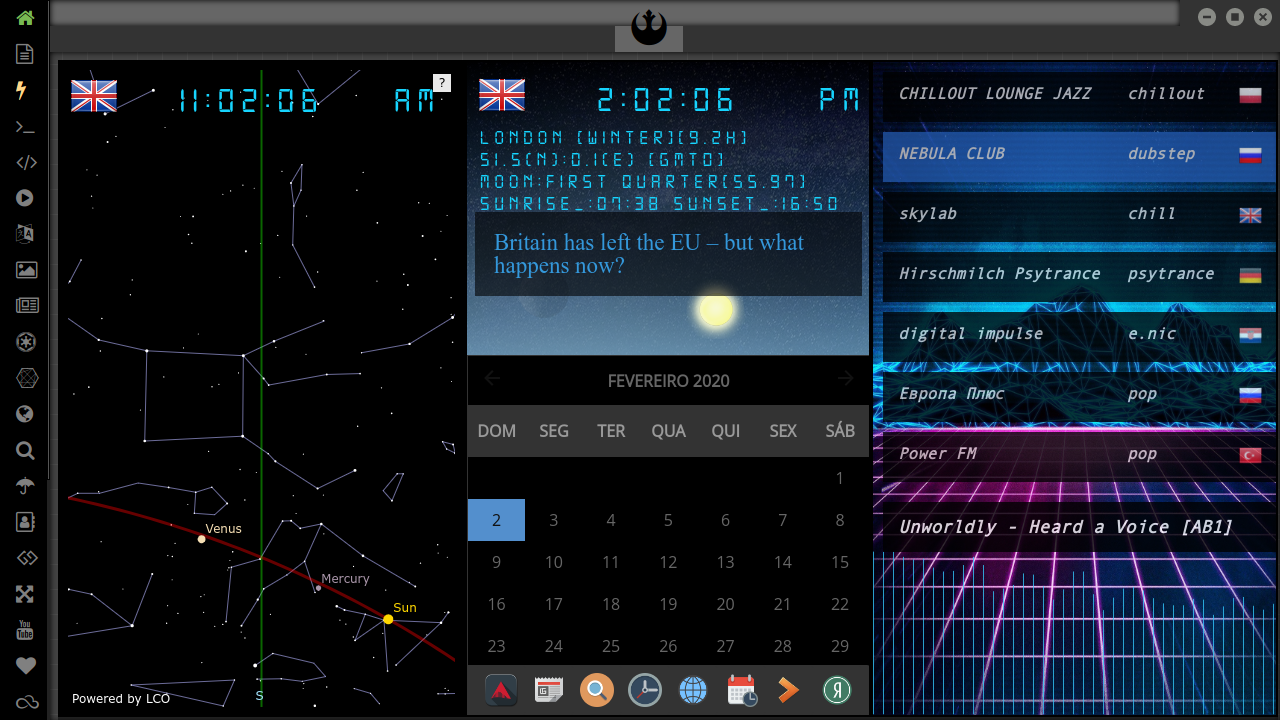 11:02:06 AM
?
Venus
Mercury
Sun
S
Powered by LCO
2:02:06 PM
LONDON [WINTER][9.2H]
51.5(N):0.1(E) [GMT0]
MOON:FIRST QUARTER[55.97]
SUNRISE_:07:38 SUNSET_:16:50
Britain has left the EU – but what
happens now?
FEVEREIRO 2020
DOM SEG TER QUA QUI SEX SÁB
1
2 3 4 5 6 7 8
9 10 11 12 13 14 15
16 17 18 19 20 21 22
23 24 25 26 27 28 29
CHILLOUT LOUNGE JAZZ chillout
NEBULA CLUB dubstep
skylab chill
Hirschmilch Psytrance psytrance
digital impulse e.nic
Европа Плюс pop
Power FM pop
Unworldly - Heard a Voice [AB1]
You
Tube
Я